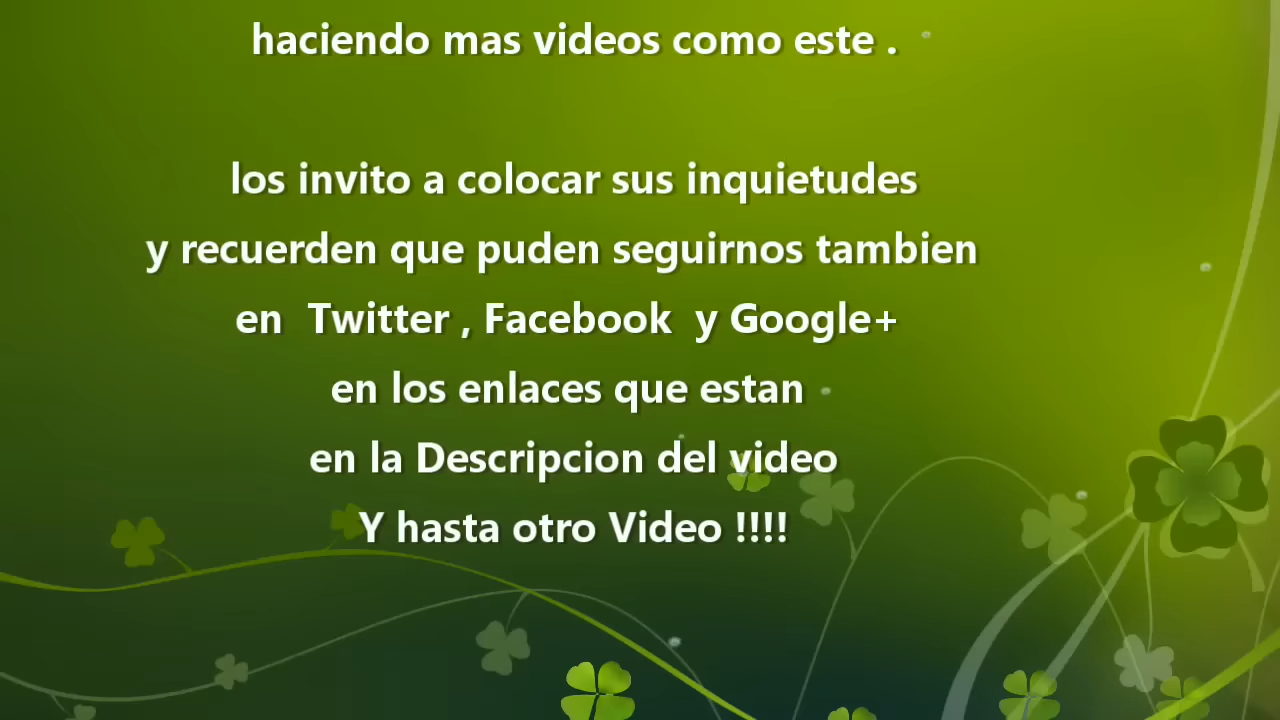 haciendo mas videos como este .
los invito a colocar sus inquietudes
y recuerden que puden seguirnos tambien
en Twitter , Facebook y Google+
en los enlaces que estan
en la Descripcion del video
Y hasta otro Video !!!!